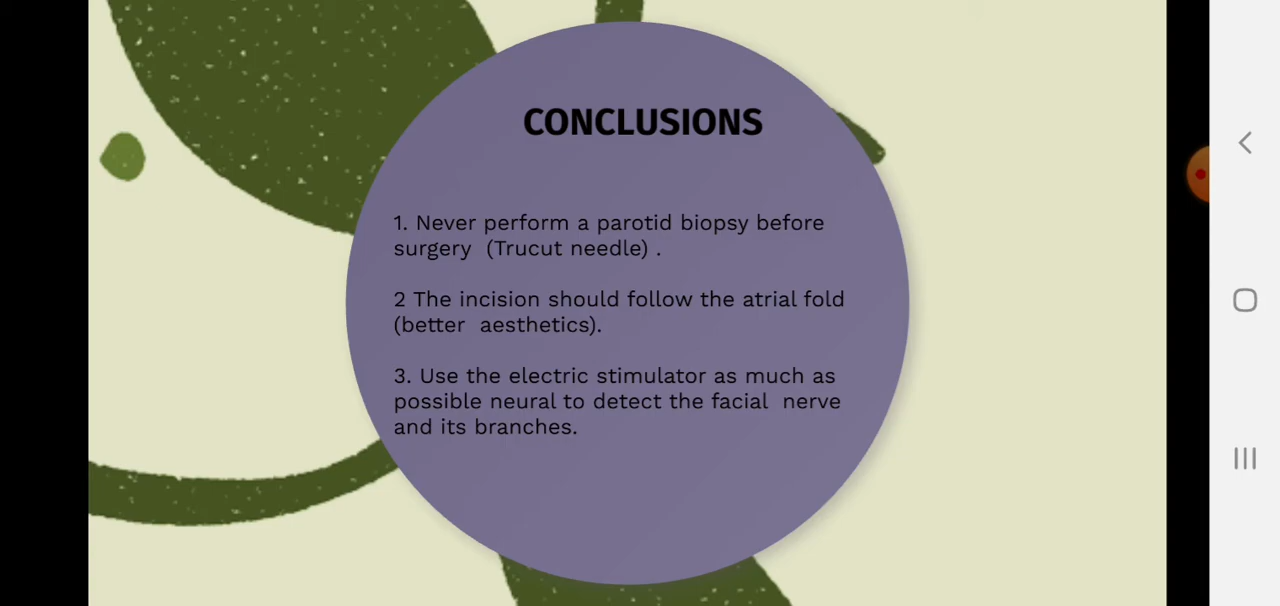 CONCLUSIONS
1. Never perform a parotid biopsy before
surgery (Trucut needle) .
2 The incision should follow the atrial fold
(better aesthetics).
3. Use the electric stimulator as much as
possible neural to detect the facial nerve
and its branches.